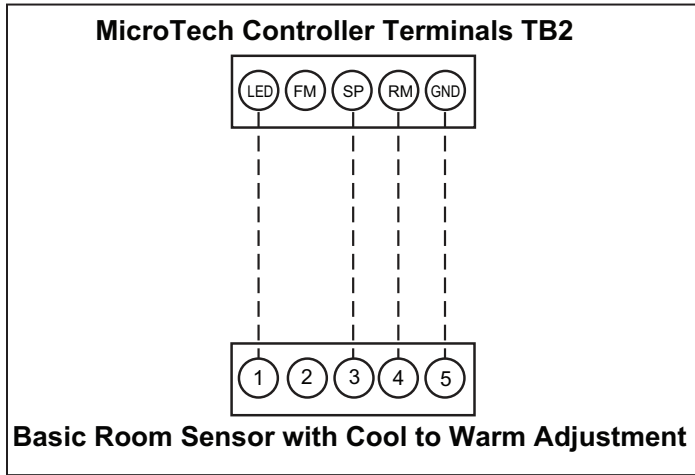 MicroTech Controller Terminals TB2
LED FM SP RM GND
1 2 3 4 5
Basic Room Sensor with Cool to Warm Adjustment